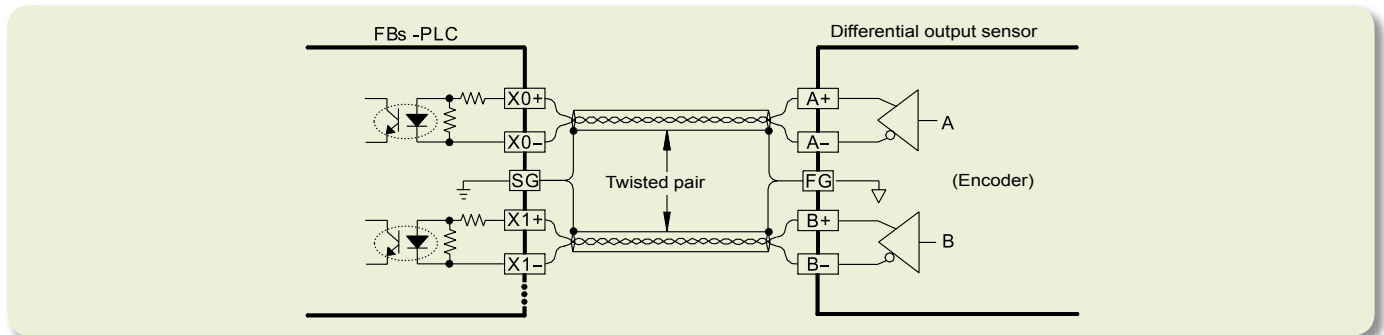 FBs -PLC
Differential output sensor
X0+
A+
A
X0−
A−
SG
Twisted pair
FG
(Encoder)
X1+
B+
B
X1−
B−